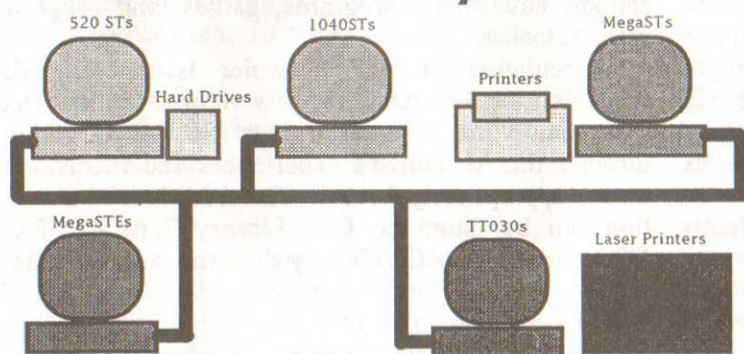 520 STs
1040STs
MegaSTs
Hard Drives
Printers
MegaSTEs
TT030s
Laser Printers